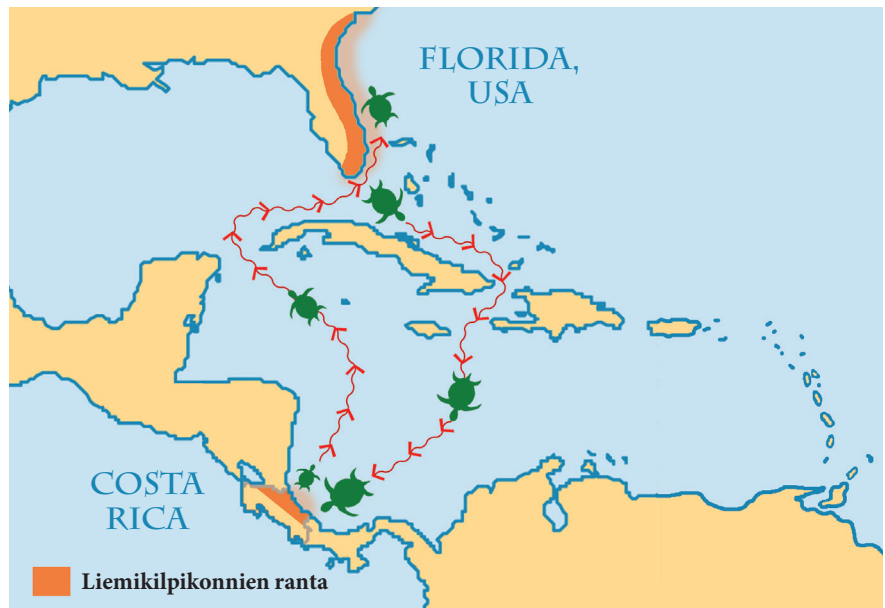 FLORIDA,
USA
COSTA
RICA
Liemikilpikonnien ranta